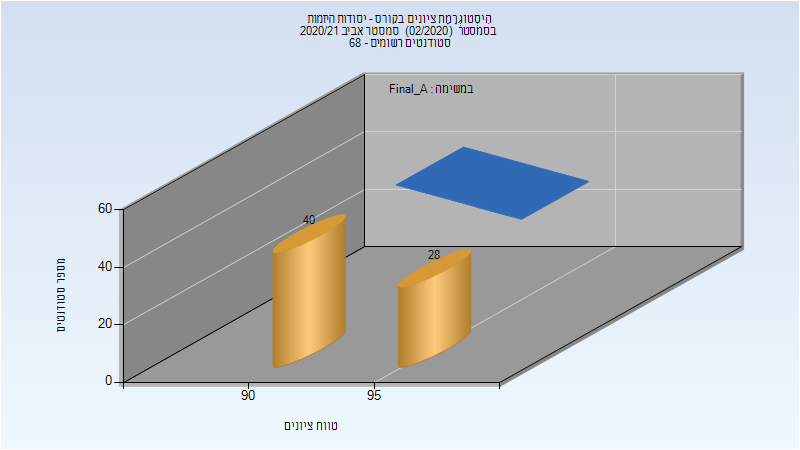 היסטוגרמת ציונים בקורס - יסודות היזמות
בסמסטר (02/2020) סמסטר אביב 2020/21
סטודנטים רשומים - 68
במשימה : Final_A
60
40
20
0
40
28
90
95
מספר סטודנטים
טווח ציונים